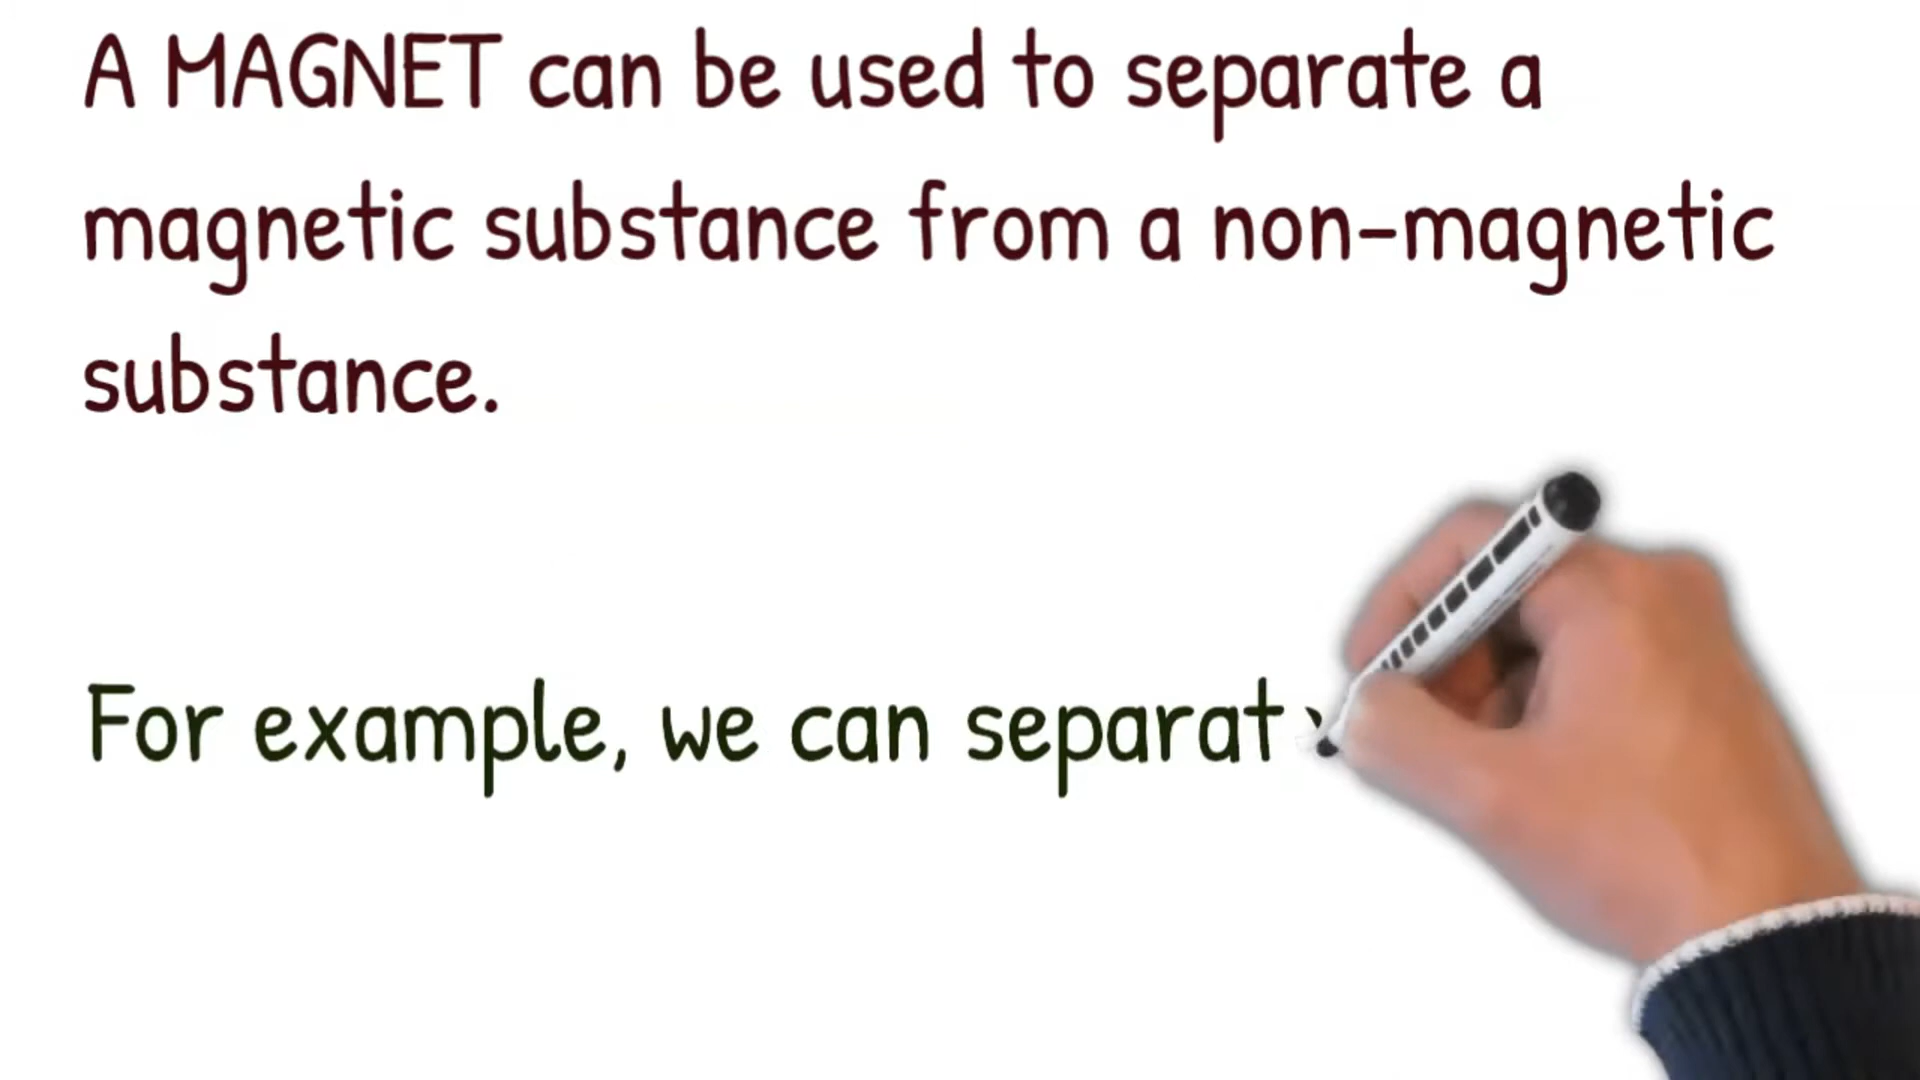 A MAGNET can be used to separate a
magnetic substance from a non-magnetic
substance.
For example, we can separat